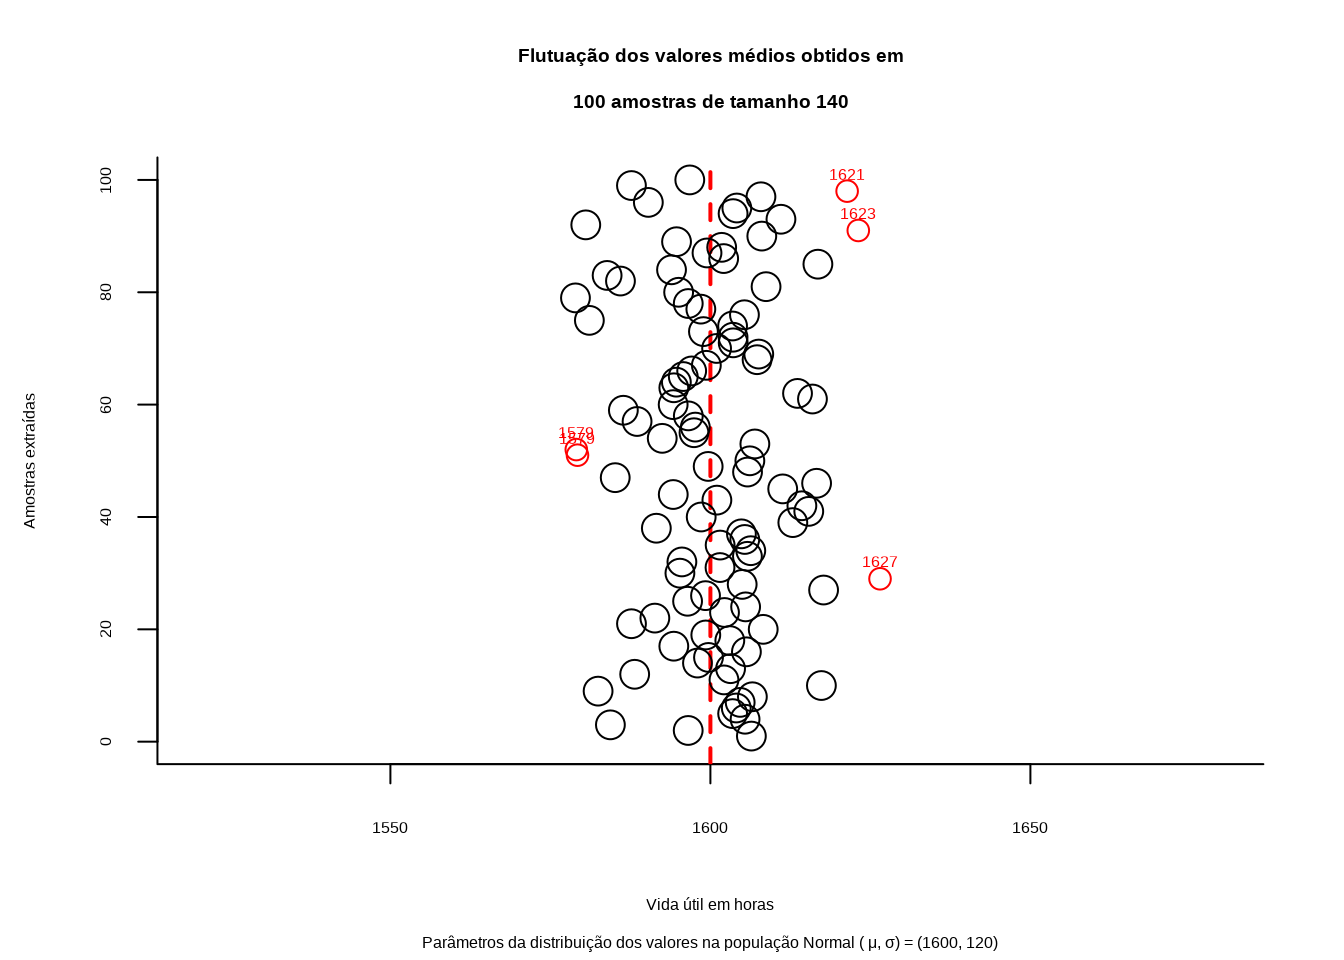 Flutuação dos valores médios obtidos em
100 amostras de tamanho 140
Amostras extraídas
100
80
60
40
20
0
1621
1623
1579
1579
1627
1550
1600
1650
Vida útil em horas
Parâmetros da distribuição dos valores na população Normal ( μ, σ) = (1600, 120)